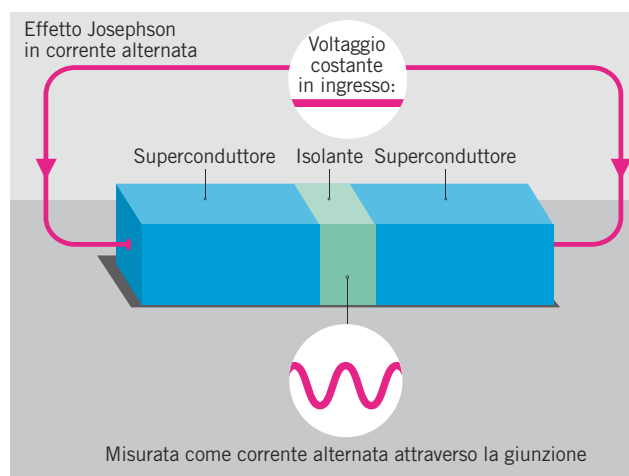 Effetto Josephson
in corrente alternata
Voltaggio
costante
in ingresso:
Superconduttore
Isolante
Superconduttore
Misurata come corrente alternata attraverso la giunzione